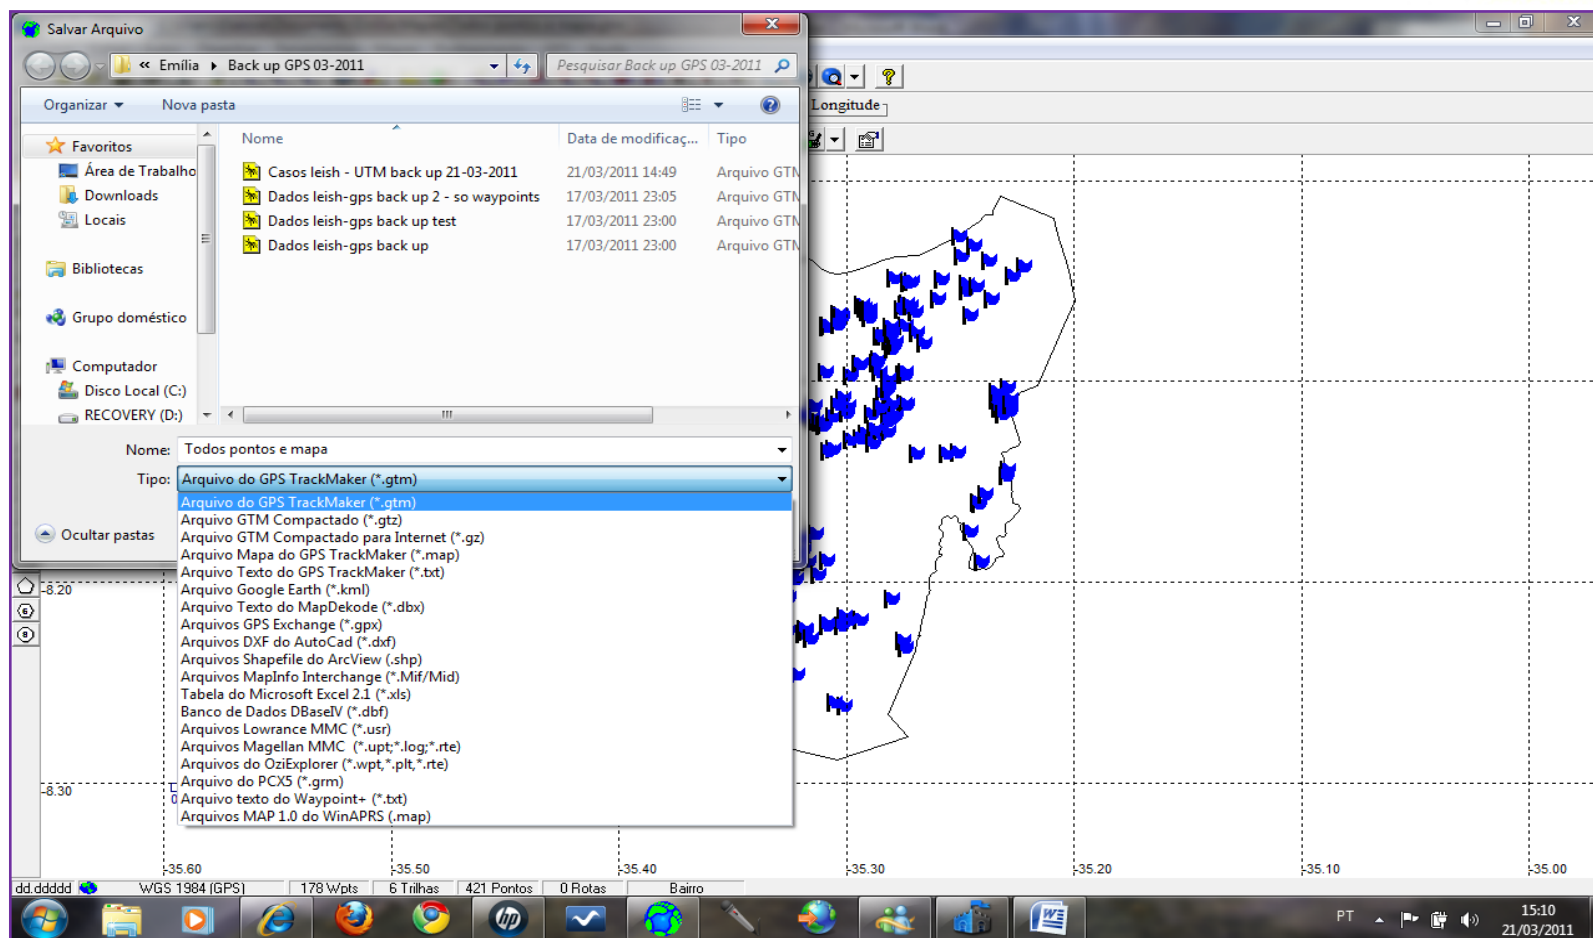 Salvar Arquivo
« Emília ▸ Back up GPS 03-2011
Pesquisar Back up GPS 03-2011
Organizar
Nova pasta
Longitude
Nome
Data de modificaç...
Tipo
Favoritos
Área de Trabalho
Downloads
Locais
Bibliotecas
Grupo doméstico
Computador
Disco Local (C:)
RECOVERY (D:)
Casos leish - UTM back up 21-03-2011 21/03/2011 14:49 Arquivo GTM
Dados leish-gps back up 2 - so waypoints 17/03/2011 23:05 Arquivo GTM
Dados leish-gps back up test 17/03/2011 23:00 Arquivo GTM
Dados leish-gps back up 17/03/2011 23:00 Arquivo GTM
Nome: Todos pontos e mapa
Tipo: Arquivo do GPS TrackMaker (*.gtm)
Arquivo do GPS TrackMaker (*.gtm)
Arquivo GTM Compactado (*.gtz)
Arquivo GTM Compactado para Internet (*.gz)
Arquivo Mapa do GPS TrackMaker (*.map)
Arquivo Texto do GPS TrackMaker (*.txt)
Arquivo Google Earth (*.kml)
Arquivo Texto do MapDekode (*.dbx)
Arquivos GPS Exchange (*.gpx)
Arquivos DXF do AutoCad (*.dxf)
Arquivos Shapefile do ArcView (.shp)
Arquivos MapInfo Interchange (*.Mif/Mid)
Tabela do Microsoft Excel 2.1 (*.xls)
Banco de Dados DBaseIV (*.dbf)
Arquivos Lowrance MMC (*.usr)
Arquivos Magellan MMC (*.upt;*.log;*.rte)
Arquivos do OziExplorer (*.wpt,*.plt,*.rte)
Arquivo do PCX5 (*.grm)
Arquivo texto do Waypoint+ (*.txt)
Arquivos MAP 1.0 do WinAPRS (.map)
Ocultar pastas
-8.20
-8.30
-35.60 -35.50 -35.40 -35.30 -35.20 -35.10 -35.00
dd.ddddd WGS 1984 (GPS) 178 Wpts 6 Trilhas 421 Pontos 0 Rotas Bairro
PT
15:10
21/03/2011